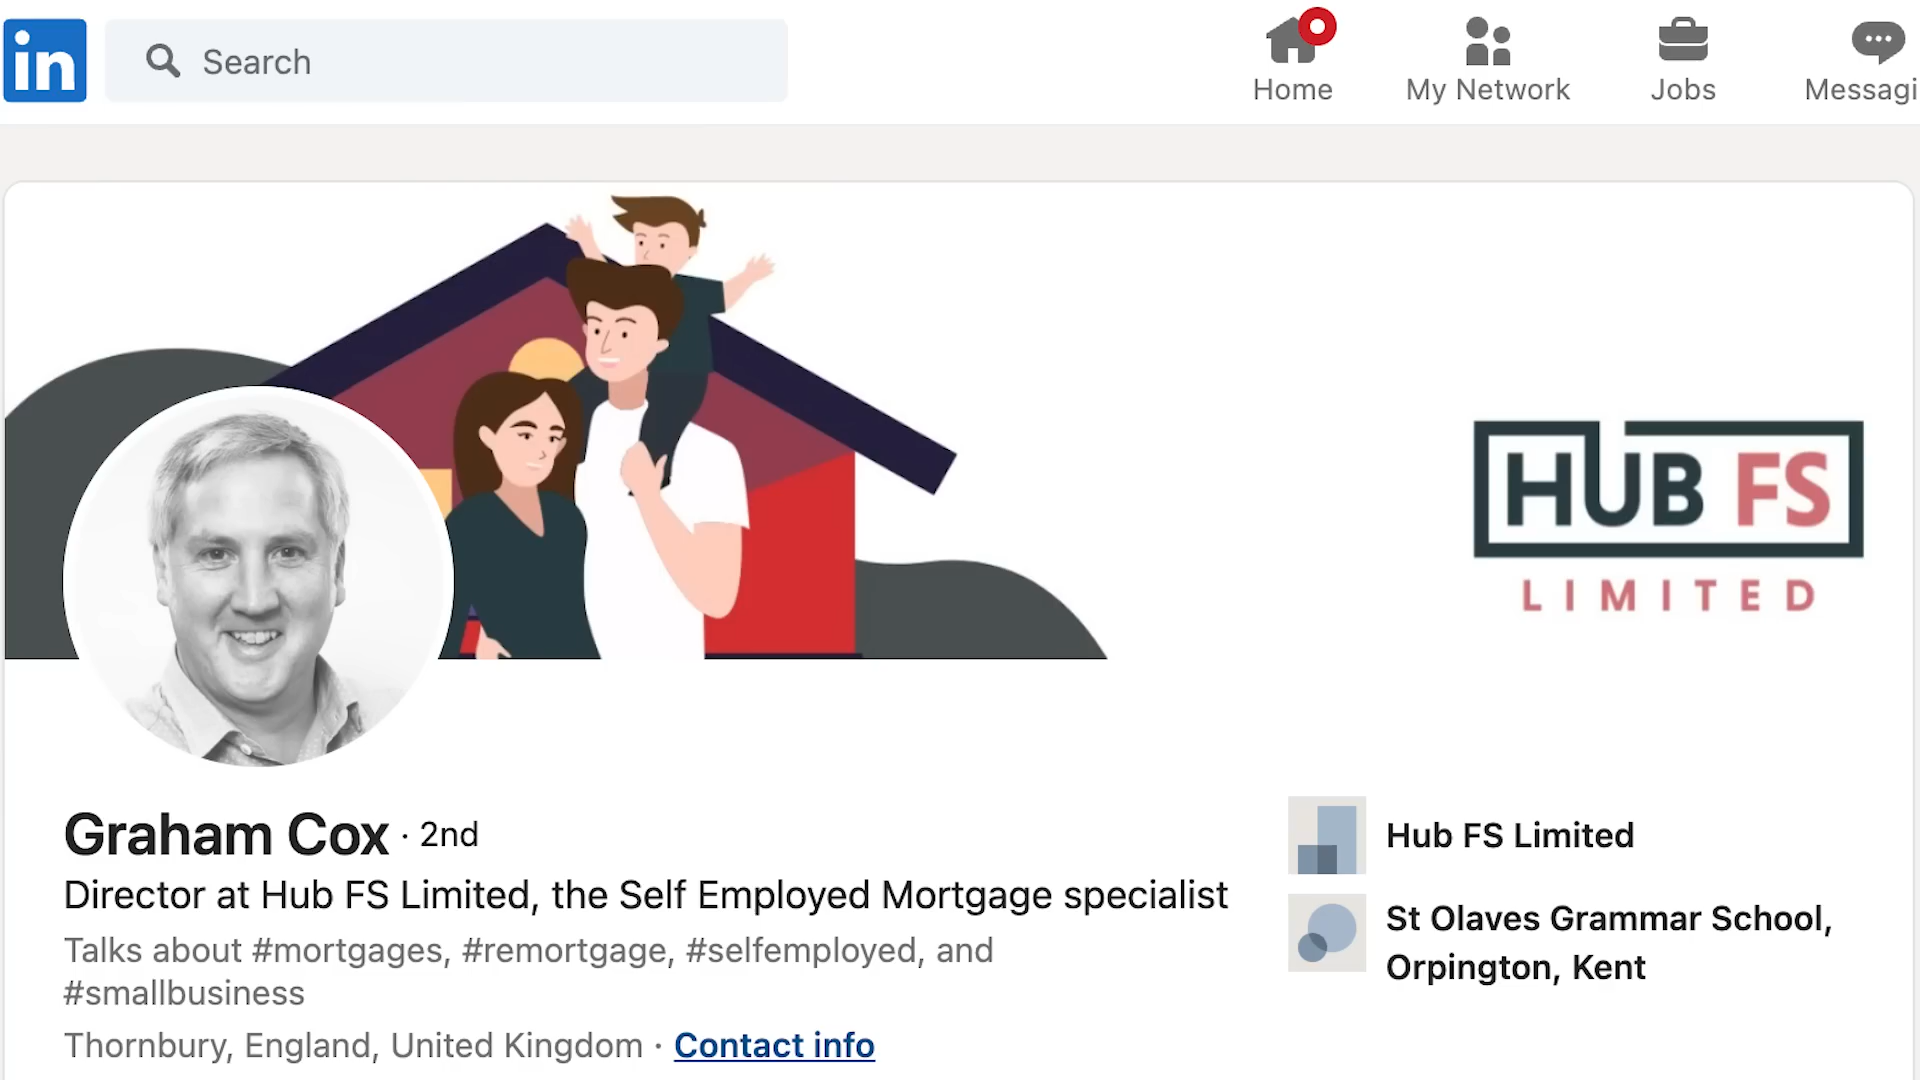 in
Search
Home
My Network
Jobs
Messagi
HUB FS
LIMITED
Graham Cox · 2nd
Director at Hub FS Limited, the Self Employed Mortgage specialist
Talks about #mortgages, #remortgage, #selfemployed, and
#smallbusiness
Thornbury, England, United Kingdom · Contact info
Hub FS Limited
St Olaves Grammar School,
Orpington, Kent